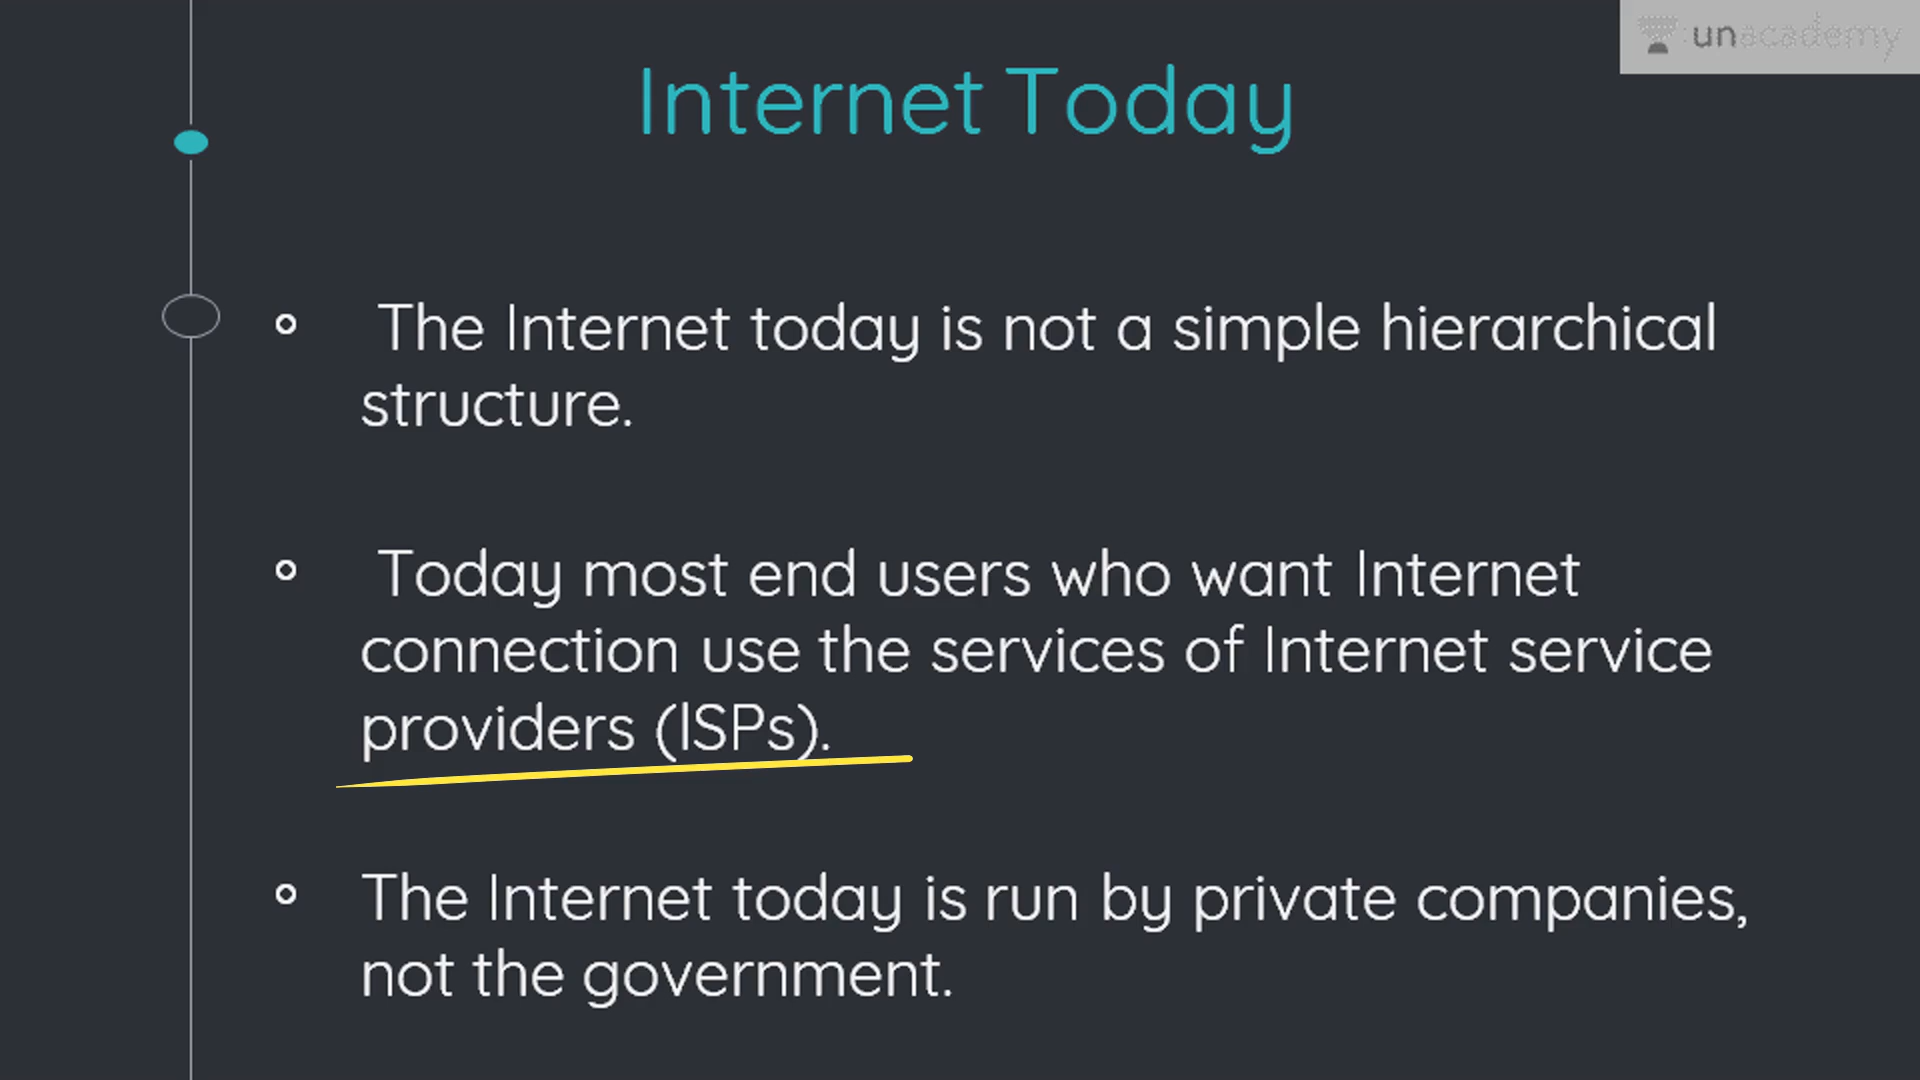 unacademy
Internet Today
The Internet today is not a simple hierarchical
structure.
Today most end users who want Internet
connection use the services of Internet service
providers (ISPs).
The Internet today is run by private companies,
not the government.